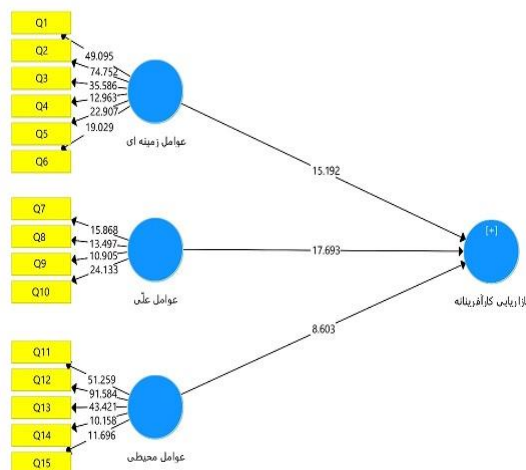 Q1
49.095
Q2
74.752
Q3
35.586
12.963
Q4
22.907
Q5
19.029
عوامل زمینه ای
Q6
15.192
Q7
15.868
Q8
13.497
[+]
10.905
17.693
Q9
24.133
Q10
عوامل علّی
بازاریابی کارآفرینانه
8.603
Q11
51.259
Q12
91.584
Q13
43.421
10.158
Q14
11.696
عوامل محیطی
Q15